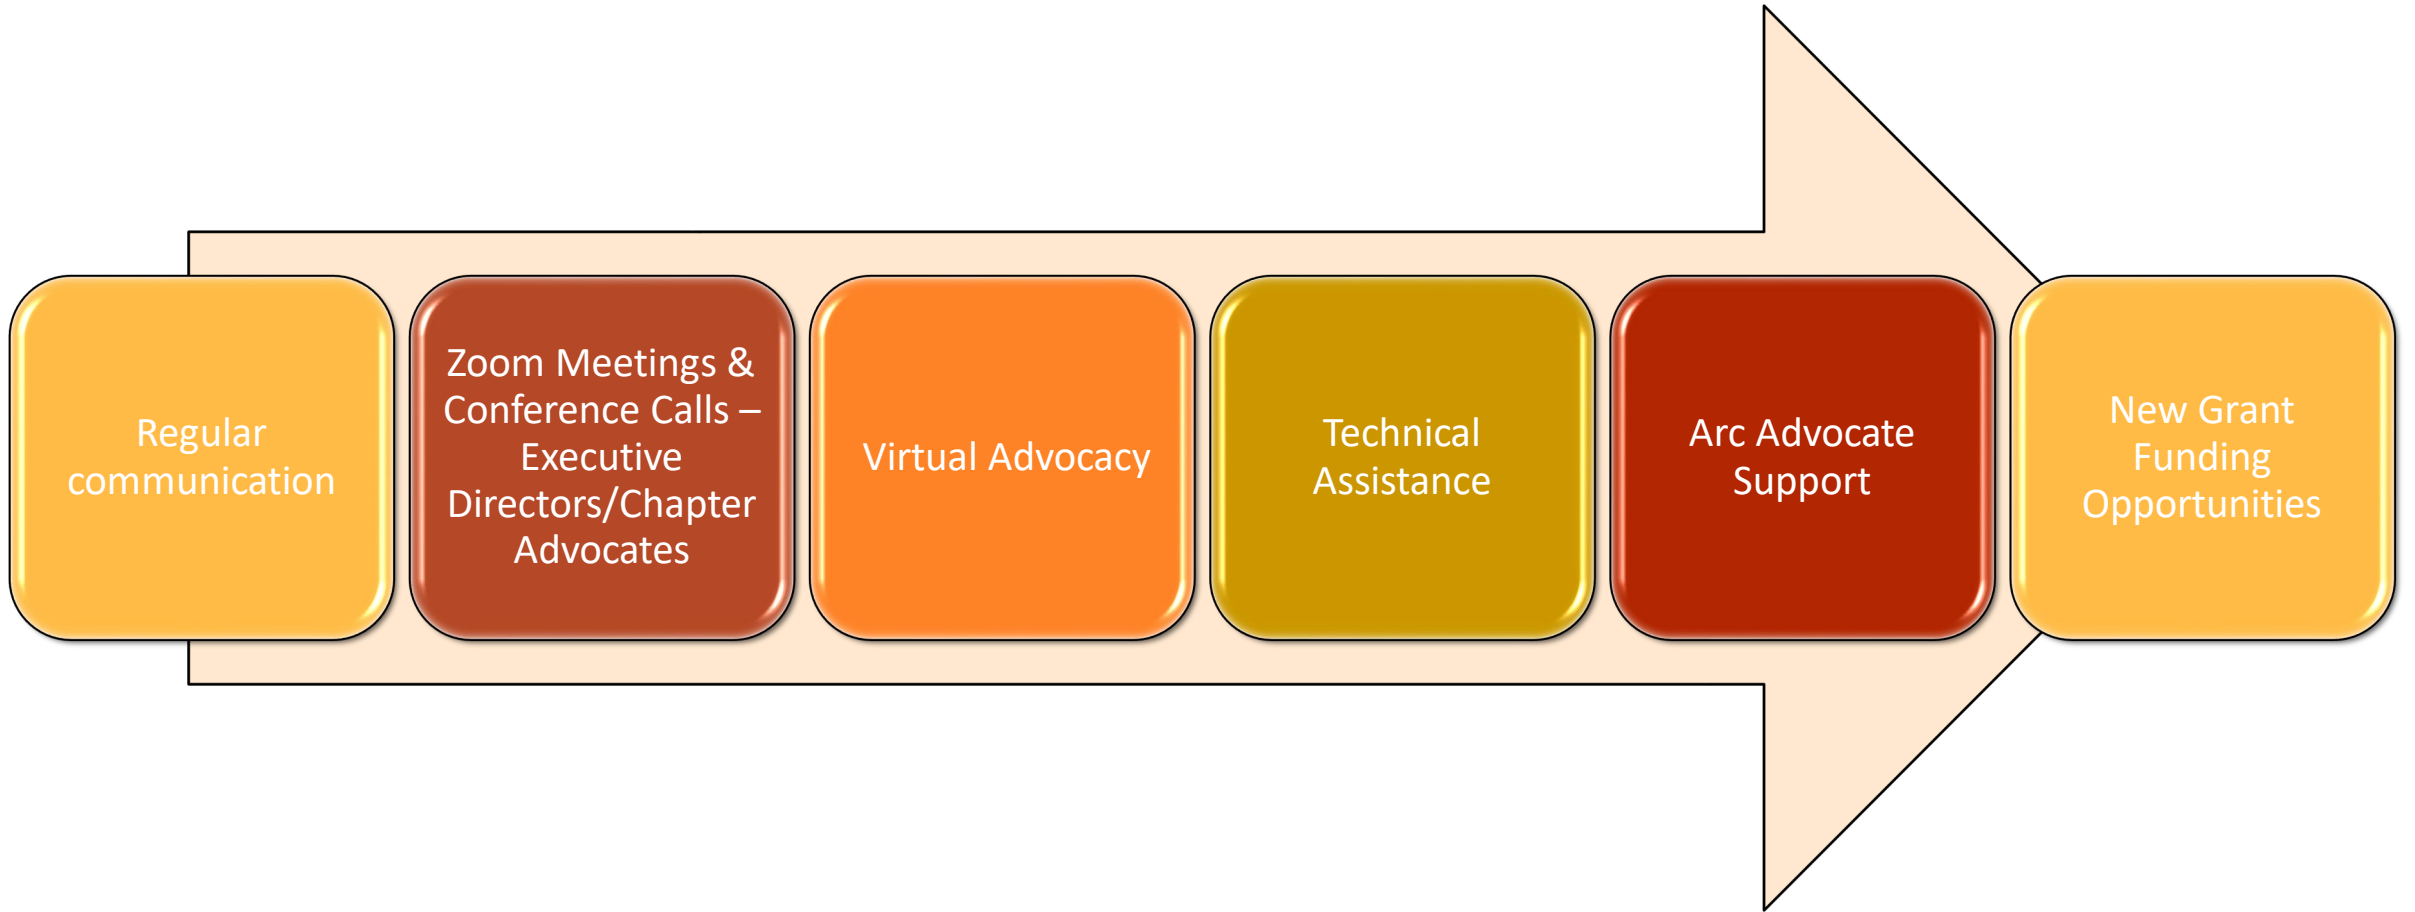 Regular
communication
Zoom Meetings &
Conference Calls –
Executive
Directors/Chapter
Advocates
Virtual Advocacy
Technical
Assistance
Arc Advocate
Support
New Grant
Funding
Opportunities